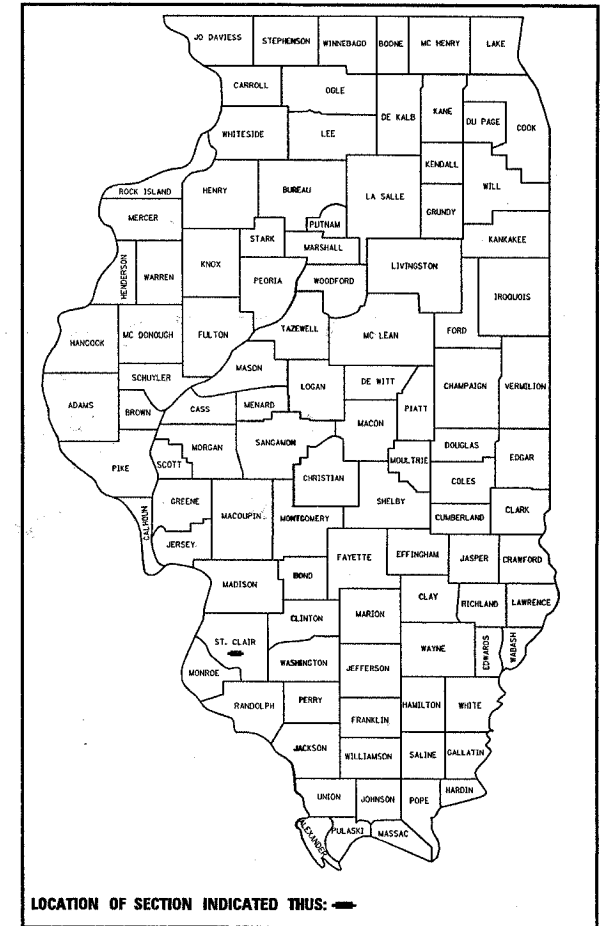 JO DAVIESS STEPHENSON WINNEBAGO BOONE MC HENRY LAKE
CARROLL OGLE
DE KALB KANE DU PAGE COOK
WHITESIDE LEE
KENDALL
ROCK ISLAND HENRY BUREAU LA SALLE WILL
MERCER PUTNAM GRUNDY
STARK MARSHALL KANKAKEE
HENDERSON WARREN KNOX PEORIA WOODFORD LIVINGSTON IROQUOIS
HANCOCK MC DONOUGH FULTON TAZEWELL MC LEAN FORD
SCHUYLER MASON
ADAMS BROWN CASS MENARD LOGAN DE WITT PIATT CHAMPAIGN VERMILION
MACON
PIKE SCOTT MORGAN SANGAMON MOULTRIE DOUGLAS EDGAR
CHRISTIAN COLES
CALHOUN GREENE MACOUPIN MONTGOMERY SHELBY CUMBERLAND CLARK
JERSEY
MADISON BOND FAYETTE EFFINGHAM JASPER CRAWFORD
CLINTON MARION CLAY RICHLAND LAWRENCE
ST. CLAIR WASHINGTON JEFFERSON WAYNE EDWARDS WABASH
MONROE
RANDOLPH PERRY FRANKLIN HAMILTON WHITE
JACKSON WILLIAMSON SALINE GALLATIN
UNION JOHNSON POPE HARDIN
ALEXANDER PULASKI MASSAC
LOCATION OF SECTION INDICATED THUS: